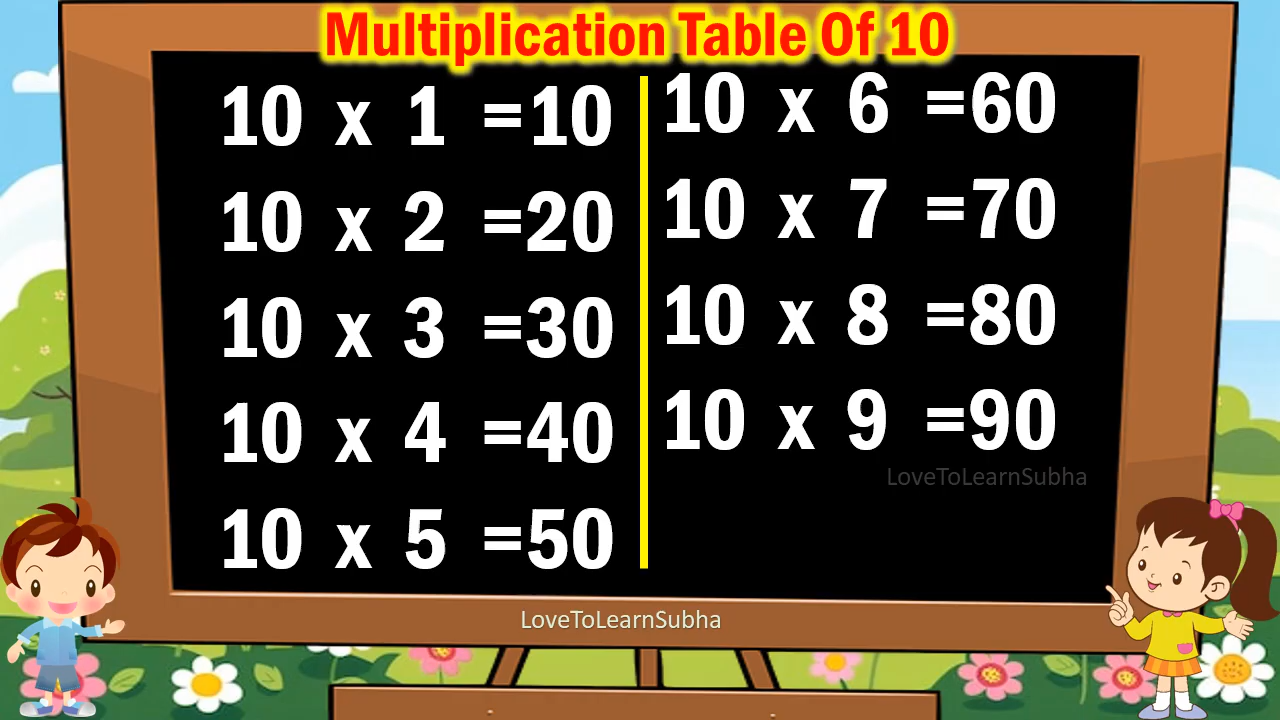 Multiplication Table Of 10
10 x 1 =10
10 x 2 =20
10 x 3 =30
10 x 4 =40
10 x 5 =50
10 x 6 =60
10 x 7 =70
10 x 8 =80
10 x 9 =90
LoveToLearnSubha
LoveToLearnSubha